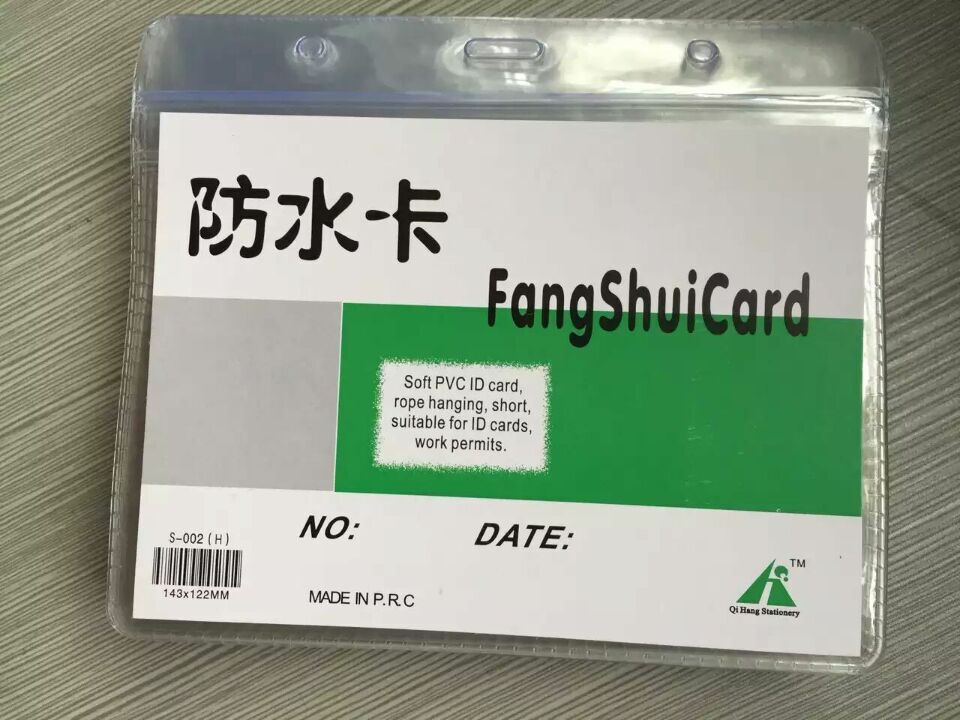 防水卡
FangShuiCard
Soft PVC ID card,
rope hanging, short,
suitable for ID cards,
work permits.
NO:
DATE:
S-002(H)
143x122MM
MADE IN P.R.C
TM
Qi Hang Stationery